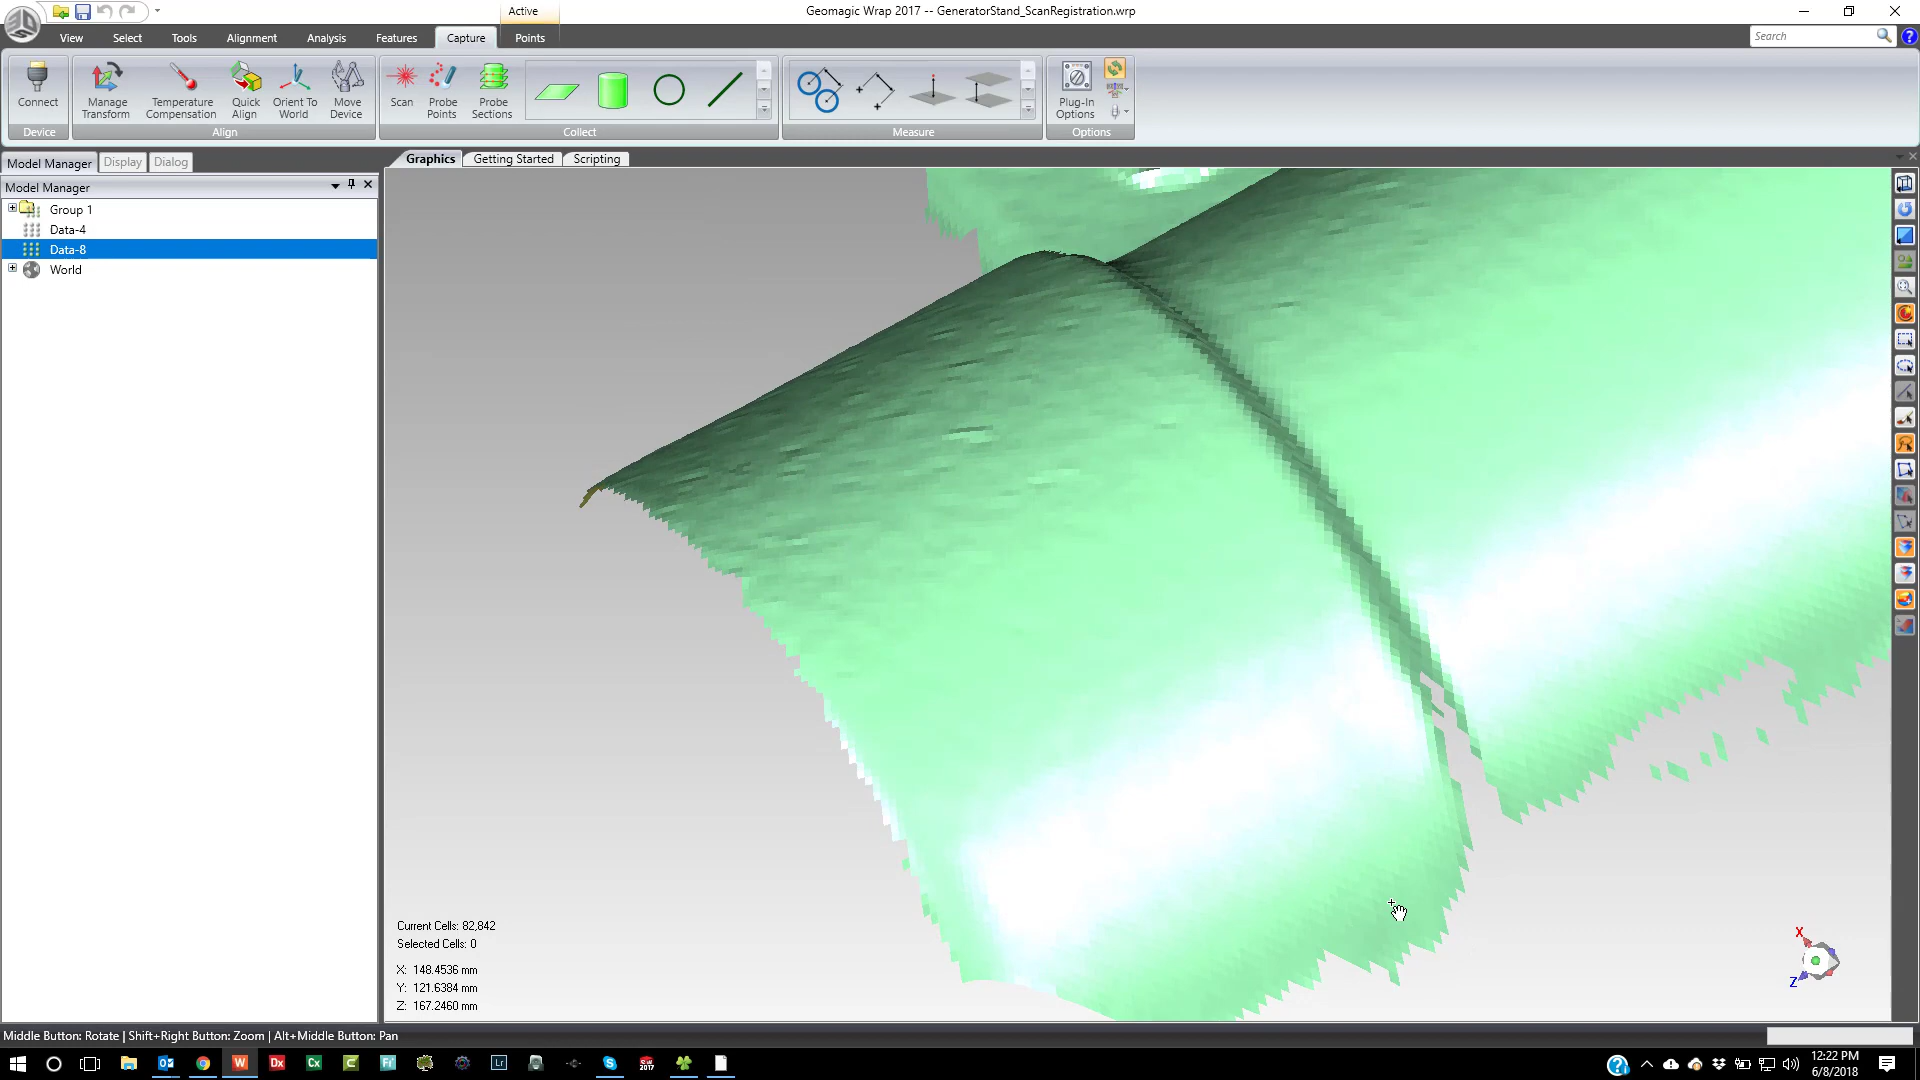 Active
Geomagic Wrap 2017 -- GeneratorStand_ScanRegistration.wrp
View Select Tools Alignment Analysis Features Capture Points
Search
Connect
Manage Transform
Temperature Compensation
Quick Align
Orient To World
Move Device
Scan
Probe Points
Probe Sections
Plug-In Options
Device Align Collect Measure Options
Model Manager Display Dialog
Graphics Getting Started Scripting
Model Manager
Group 1
Data-4
Data-8
World
Current Cells: 82,842
Selected Cells: 0
X: 148.4536 mm
Y: 121.6384 mm
Z: 167.2460 mm
X
Z
Middle Button: Rotate | Shift+Right Button: Zoom | Alt+Middle Button: Pan
W Dx Cx Lr 2017
12:22 PM
6/8/2018